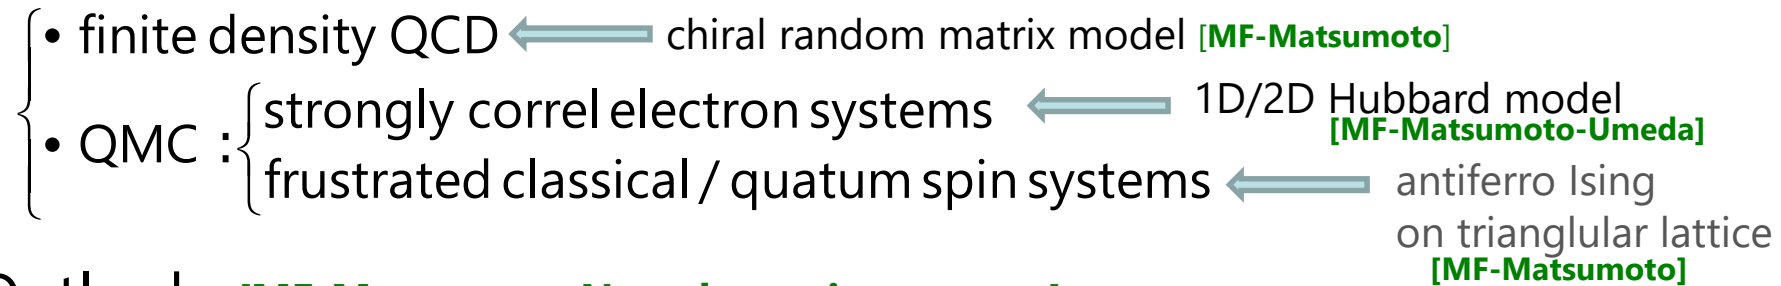 • finite density QCD chiral random matrix model [MF-Matsumoto]
• QMC : strongly correl electron systems 1D/2D Hubbard model
[MF-Matsumoto-Umeda]
frustrated classical / quatum spin systems antiferro Ising
on trianglular lattice
[MF-Matsumoto]